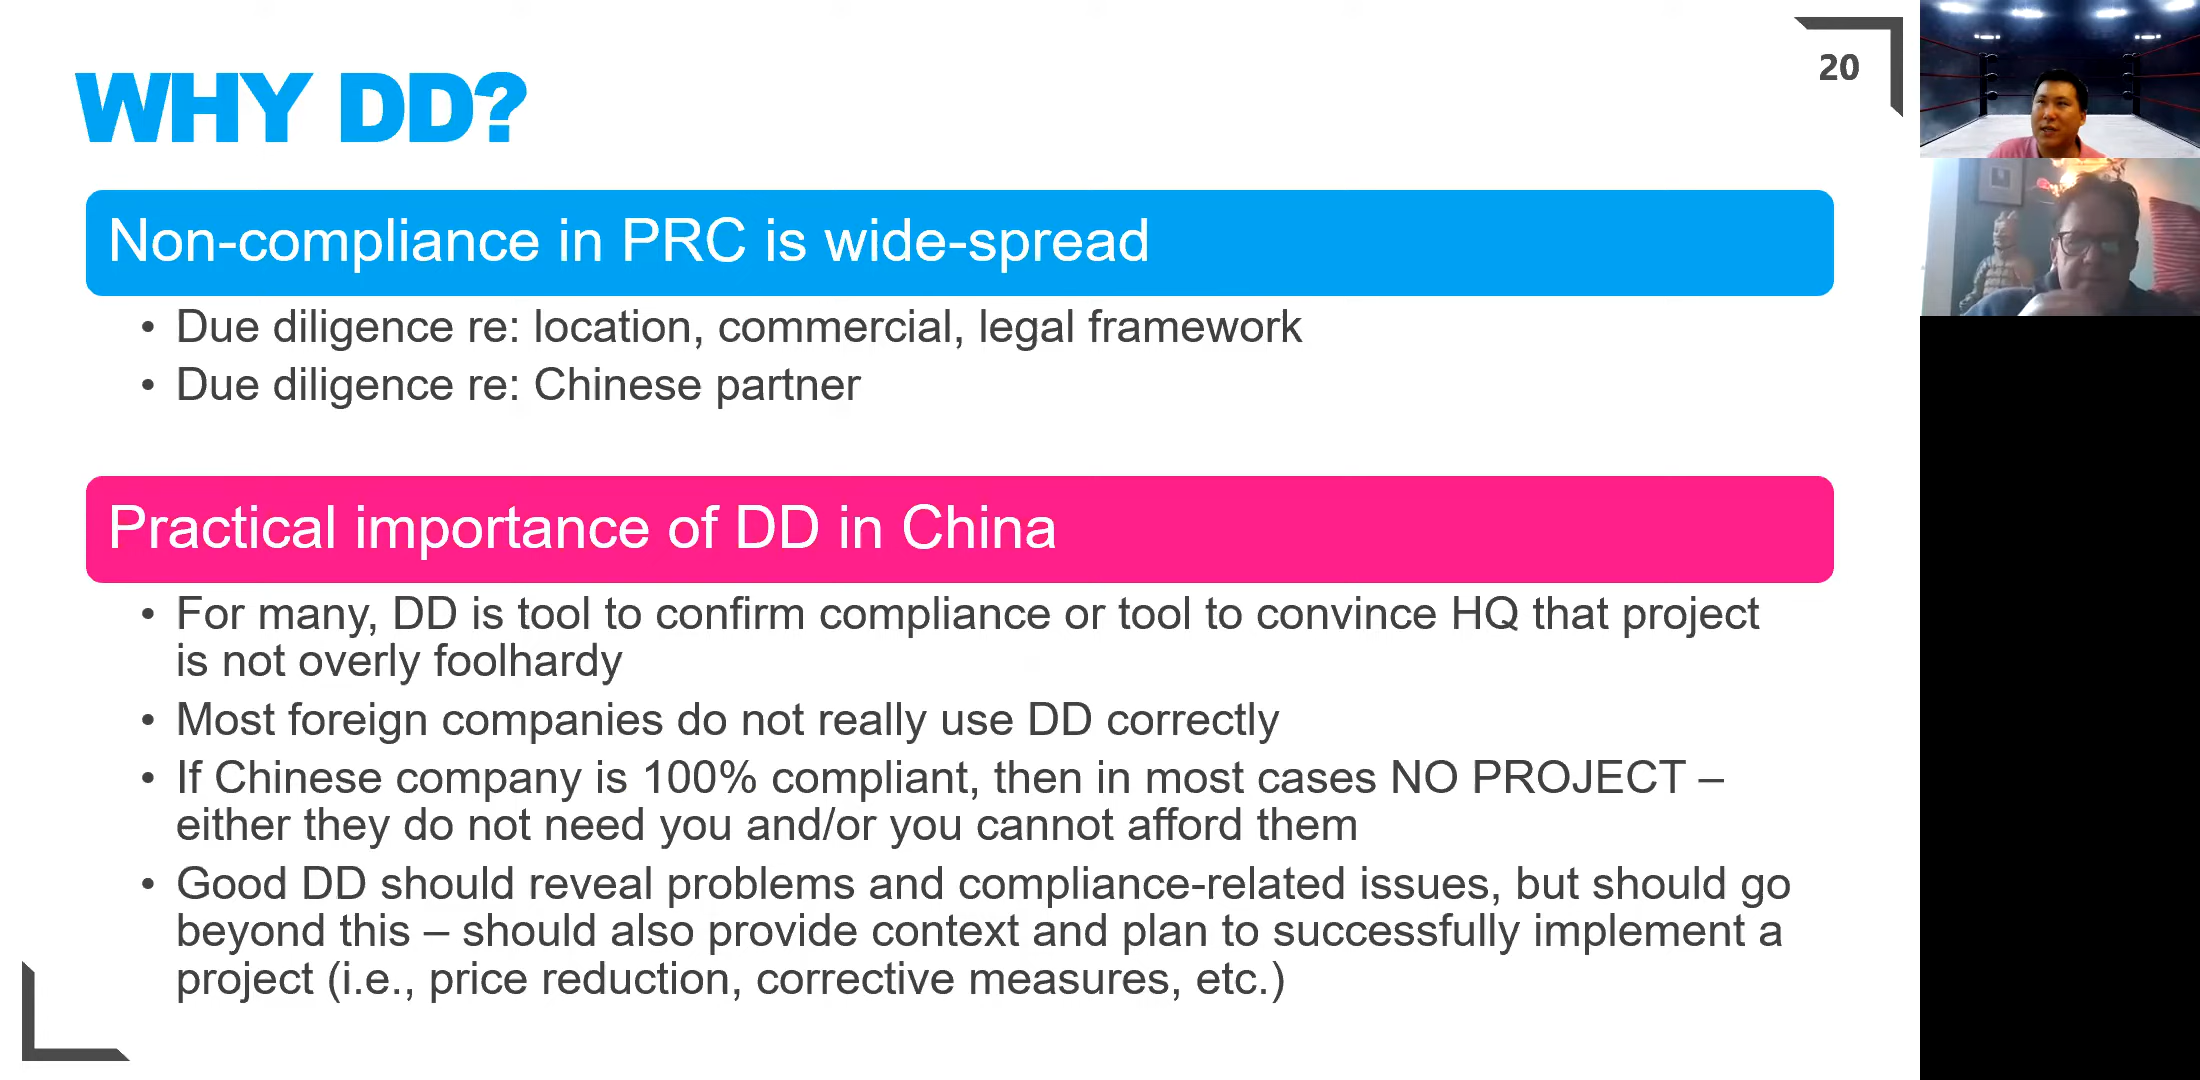 20
WHY DD?
Non-compliance in PRC is wide-spread
• Due diligence re: location, commercial, legal framework
• Due diligence re: Chinese partner
Practical importance of DD in China
• For many, DD is tool to confirm compliance or tool to convince HQ that project
is not overly foolhardy
• Most foreign companies do not really use DD correctly
• If Chinese company is 100% compliant, then in most cases NO PROJECT –
either they do not need you and/or you cannot afford them
• Good DD should reveal problems and compliance-related issues, but should go
beyond this – should also provide context and plan to successfully implement a
project (i.e., price reduction, corrective measures, etc.)